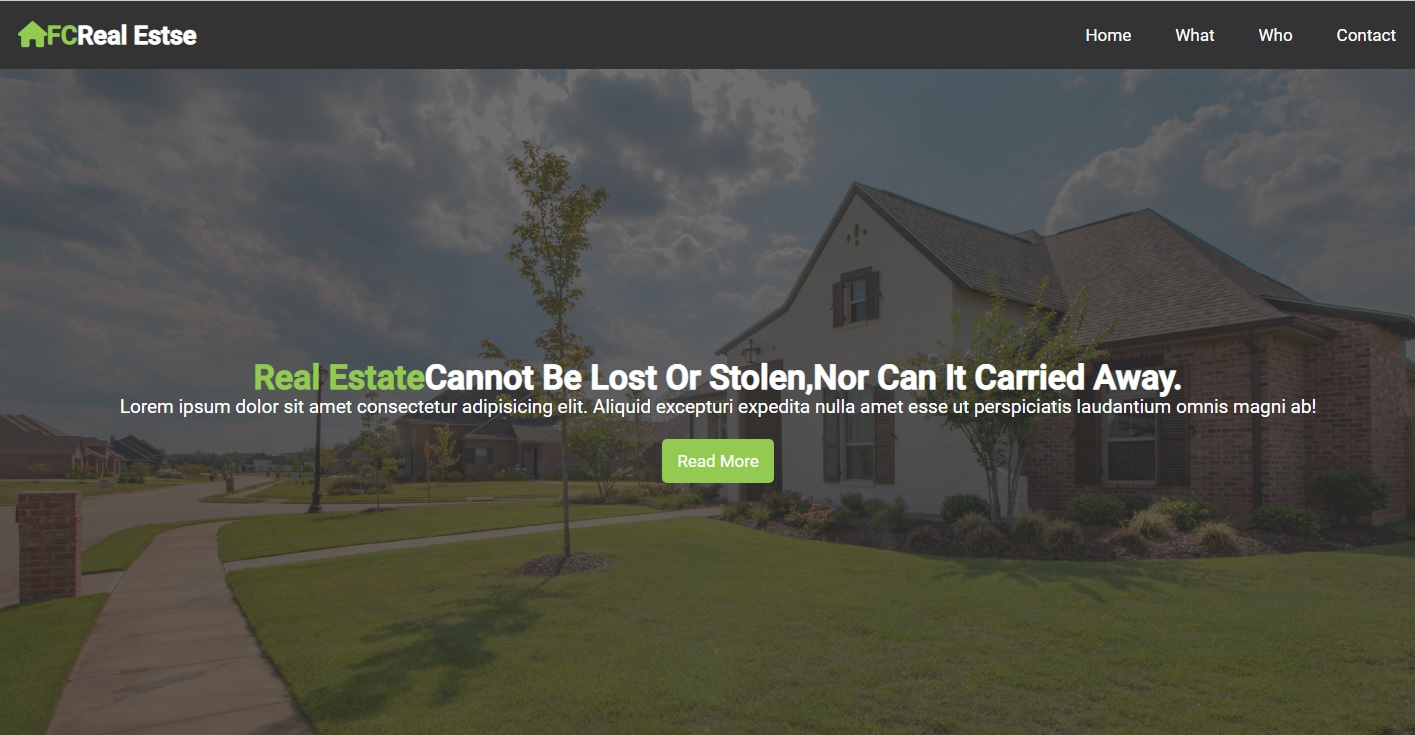 FCReal Estse
Home
What
Who
Contact
Real EstateCannot Be Lost Or Stolen,Nor Can It Carried Away.
Lorem ipsum dolor sit amet consectetur adipisicing elit. Aliquid excepturi expedita nulla amet esse ut perspiciatis laudantium omnis magni ab!
Read More